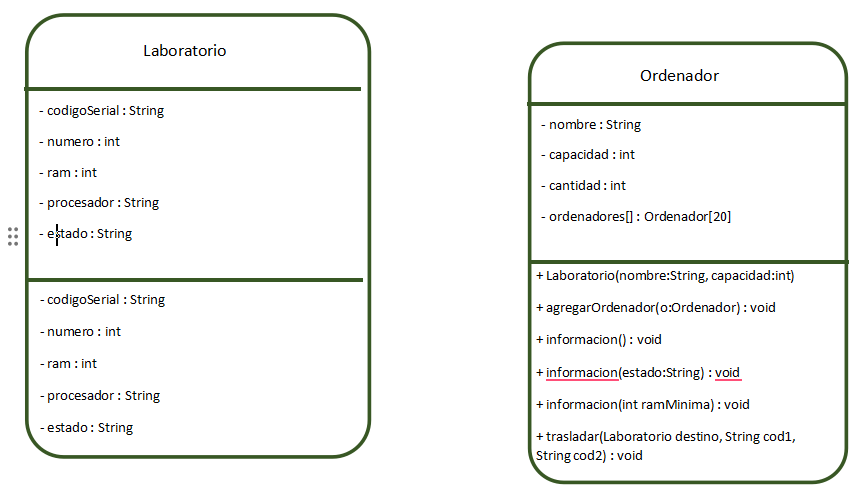 Laboratorio
- codigoSerial : String
- numero : int
- ram : int
- procesador : String
- estado : String
- codigoSerial : String
- numero : int
- ram : int
- procesador : String
- estado : String
Ordenador
- nombre : String
- capacidad : int
- cantidad : int
- ordenadores[] : Ordenador[20]
+ Laboratorio(nombre:String, capacidad:int)
+ agregarOrdenador(o:Ordenador) : void
+ informacion() : void
+ informacion(estado:String) : void
+ informacion(int ramMinima) : void
+ trasladar(Laboratorio destino, String cod1,
String cod2) : void